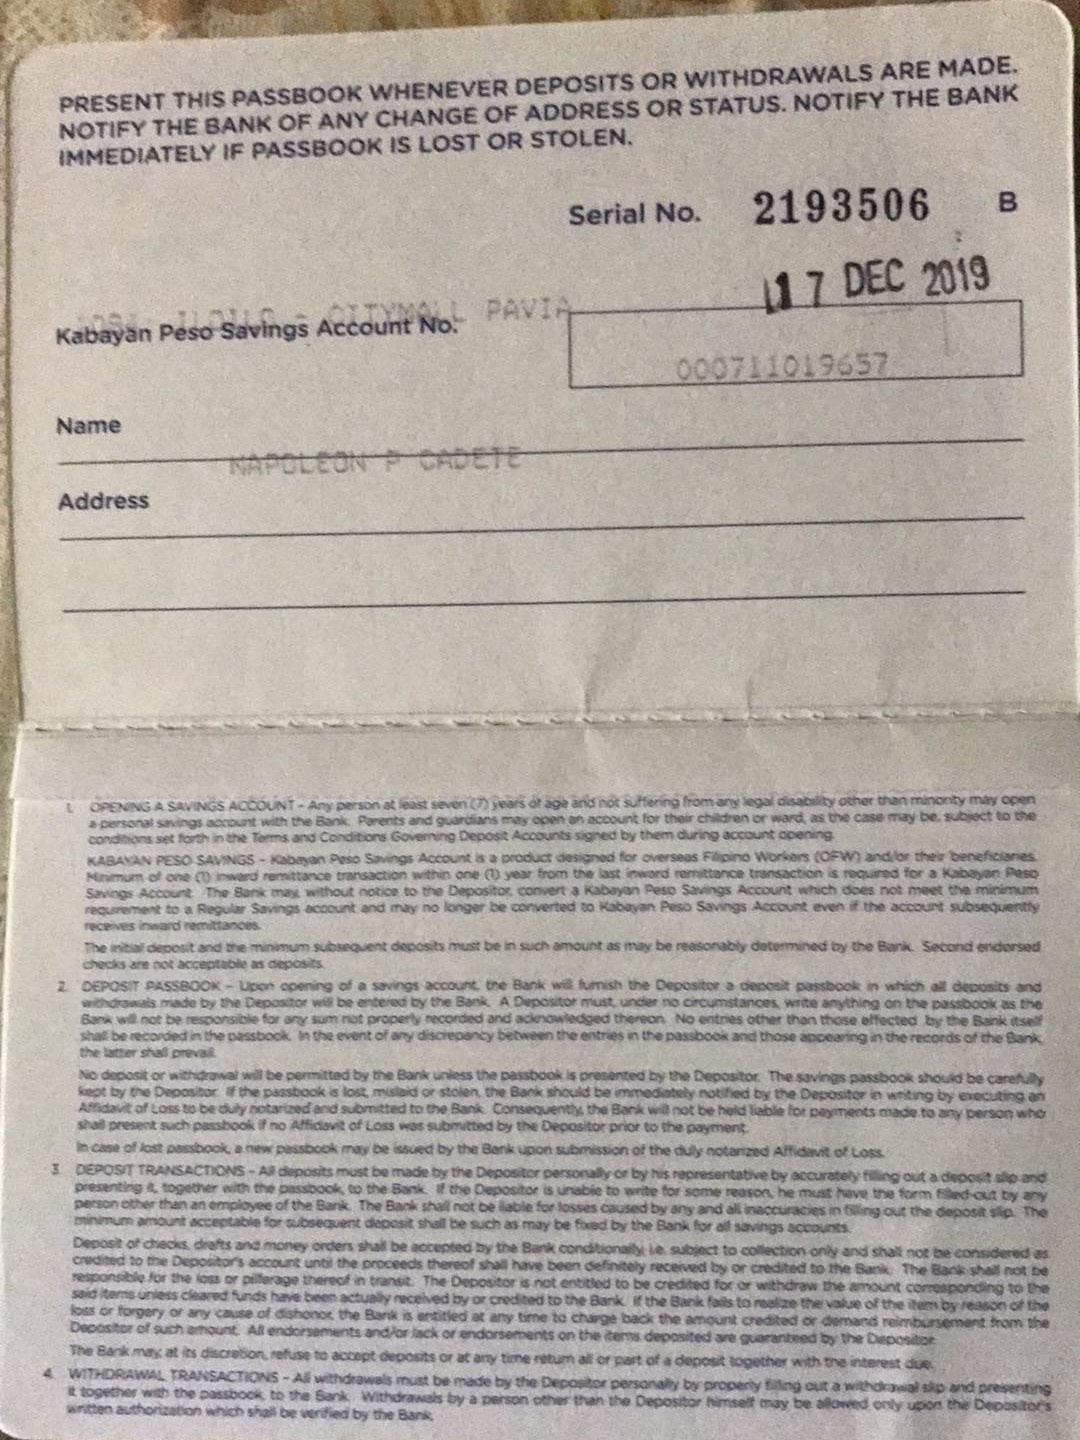 PRESENT THIS PASSBOOK WHENEVER DEPOSITS OR WITHDRAWALS ARE MADE.
NOTIFY THE BANK OF ANY CHANGE OF ADDRESS OR STATUS. NOTIFY THE BANK
IMMEDIATELY IF PASSBOOK IS LOST OR STOLEN.
Serial No. 2193506 B
17 DEC 2019
ILOILO - CITYMALL PAVIA
Kabayan Peso Savings Account No.
000711019657
Name
NAPOLEON P CADETE
Address
1. OPENING A SAVINGS ACCOUNT - Any person at least seven (7) years of age and not suffering from any legal disability other than minority may open
a personal savings account with the Bank. Parents and guardians may open an account for their children or ward, as the case may be, subject to the
conditions set forth in the Terms and Conditions Governing Deposit Accounts signed by them during account opening.
KABAYAN PESO SAVINGS - Kabayan Peso Savings Account is a product designed for overseas Filipino Workers (OFW) and/or their beneficiaries.
Minimum of one (1) inward remittance transaction within one (1) year from the last inward remittance transaction is required for a Kabayan Peso
Savings Account. The Bank may, without notice to the Depositor, convert a Kabayan Peso Savings Account which does not meet the minimum
requirement to a Regular Savings account and may no longer be converted to Kabayan Peso Savings Account even if the account subsequently
receives inward remittances.
The initial deposit and the minimum subsequent deposits must be in such amount as may be reasonably determined by the Bank. Second endorsed
checks are not acceptable as deposits.
2. DEPOSIT PASSBOOK - Upon opening of a savings account, the Bank will furnish the Depositor a deposit passbook in which all deposits and
withdrawals made by the Depositor will be entered by the Bank. A Depositor must, under no circumstances, write anything on the passbook as the
Bank will not be responsible for any sum not properly recorded and acknowledged thereon. No entries other than those effected by the Bank itself
shall be recorded in the passbook. In the event of any discrepancy between the entries in the passbook and those appearing in the records of the Bank,
the latter shall prevail.
No deposit or withdrawal will be permitted by the Bank unless the passbook is presented by the Depositor. The savings passbook should be carefully
kept by the Depositor. If the passbook is lost, mislaid or stolen, the Bank should be immediately notified by the Depositor in writing by executing an
Affidavit of Loss to be duly notarized and submitted to the Bank. Consequently, the Bank will not be held liable for payments made to any person who
shall present such passbook if no Affidavit of Loss was submitted by the Depositor prior to the payment.
In case of lost passbook, a new passbook may be issued by the Bank upon submission of the duly notarized Affidavit of Loss.
3. DEPOSIT TRANSACTIONS - All deposits must be made by the Depositor personally or by his representative by accurately filling out a deposit slip and
presenting it, together with the passbook, to the Bank. If the Depositor is unable to write for some reason, he must have the form filled-out by any
person other than an employee of the Bank. The Bank shall not be liable for losses caused by any and all inaccuracies in filling out the deposit slip. The
minimum amount acceptable for subsequent deposit shall be such as may be fixed by the Bank for all savings accounts.
Deposit of checks, drafts and money orders shall be accepted by the Bank conditionally, i.e. subject to collection only and shall not be considered as
credited to the Depositor's account until the proceeds thereof shall have been definitely received by or credited to the Bank. The Bank shall not be
responsible for the loss or pilferage thereof in transit. The Depositor is not entitled to be credited for or withdraw the amount corresponding to the
said items unless cleared funds have been actually received by or credited to the Bank. If the Bank fails to realize the value of the item by reason of the
loss or forgery or any cause of dishonor, the Bank is entitled at any time to charge back the amount credited or demand reimbursement from the
Depositor of such amount. All endorsements and/or lack or endorsements on the items deposited are guaranteed by the Depositor.
The Bank may, at its discretion, refuse to accept deposits or at any time return all or part of a deposit together with the interest due.
4. WITHDRAWAL TRANSACTIONS - All withdrawals must be made by the Depositor personally by properly filling out a withdrawal slip and presenting
it together with the passbook, to the Bank. Withdrawals by a person other than the Depositor himself may be allowed only upon the Depositor's
written authorization which shall be verified by the Bank.